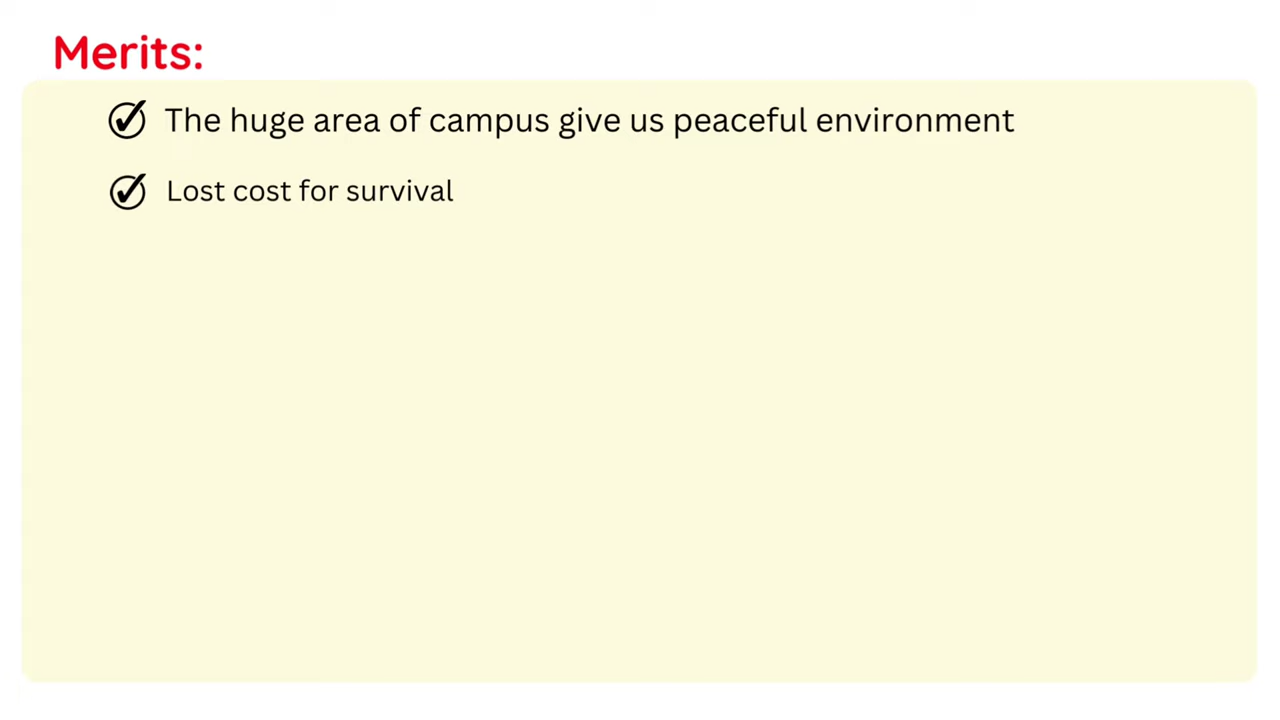 Merits:
The huge area of campus give us peaceful environment
Lost cost for survival